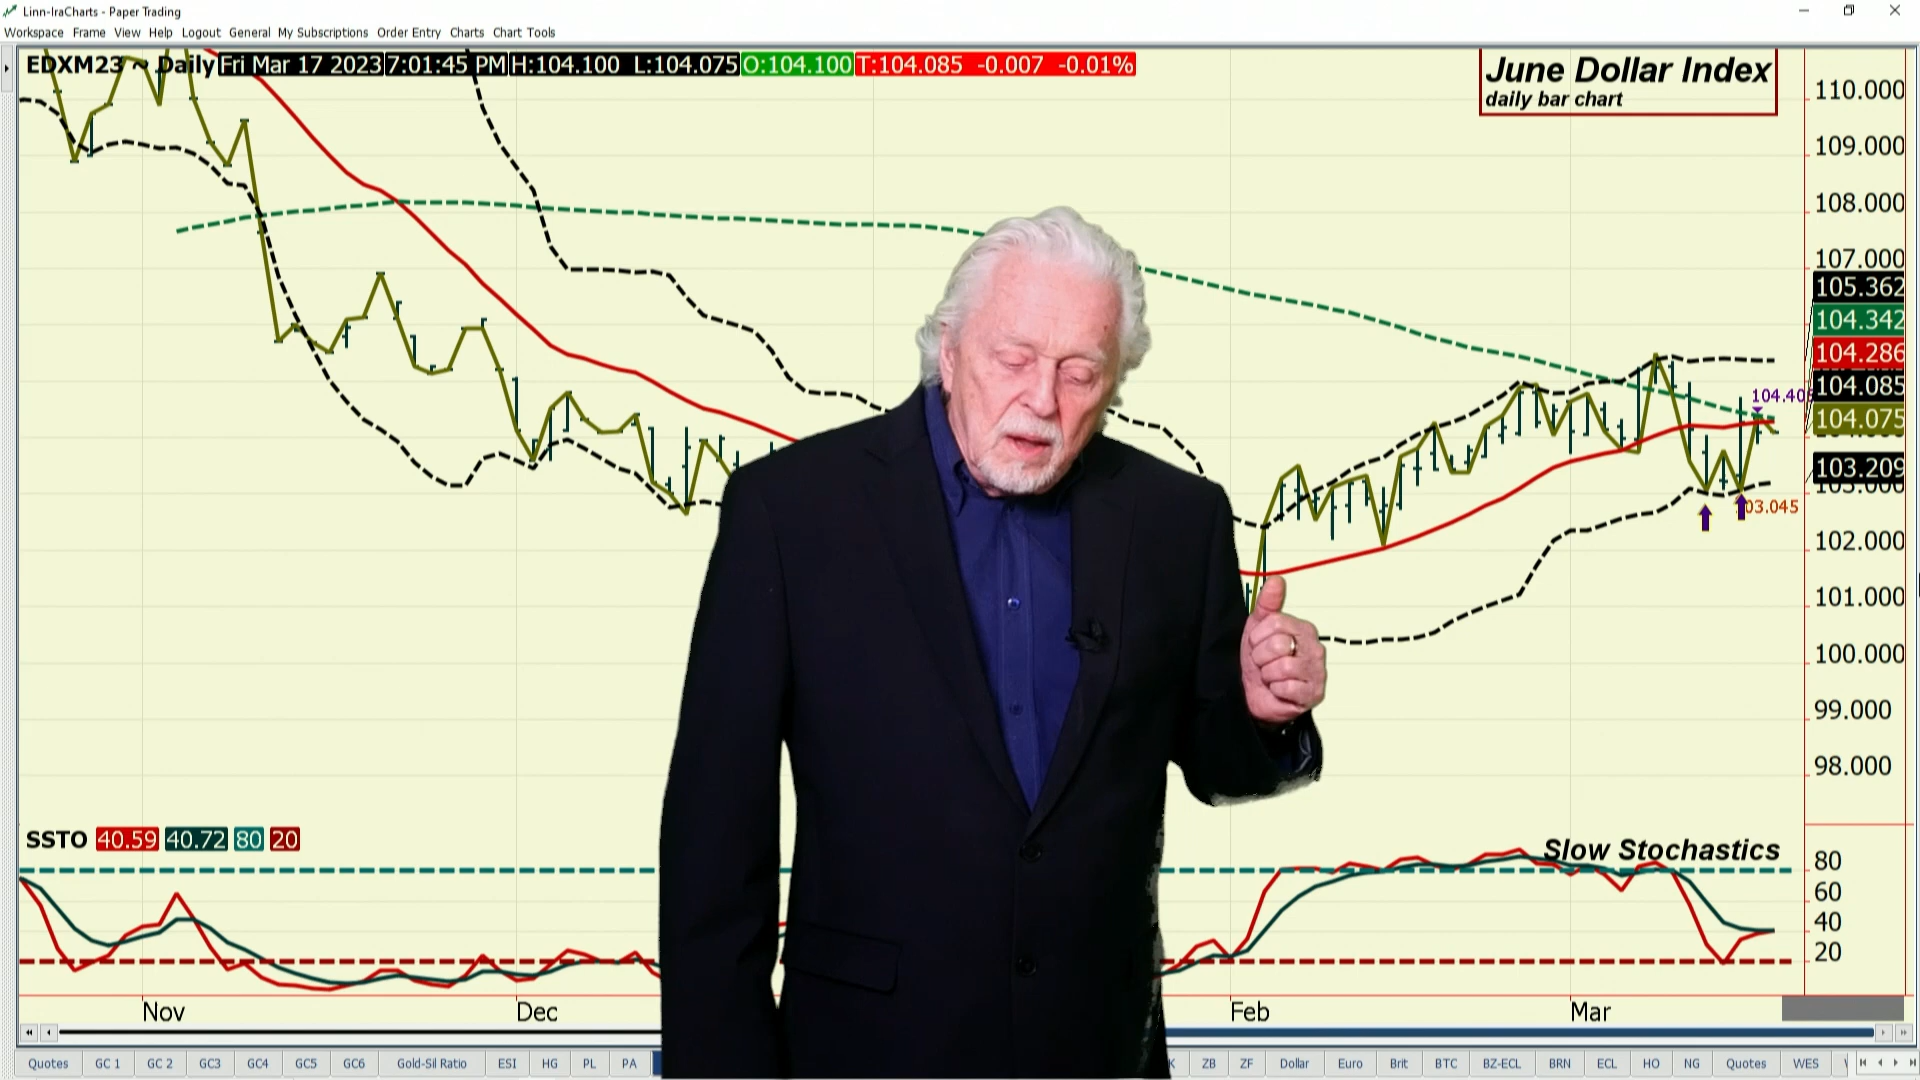 Linn-IraCharts - Paper Trading
Workspace Frame View Help Logout General My Subscriptions Order Entry Charts Chart Tools
EDXM23 ~ Daily Fri Mar 17 2023 7:01:45 PM H:104.100 L:104.075 O:104.100 T:104.085 -0.007 -0.01%
June Dollar Index
daily bar chart
110.000
109.000
108.000
107.000
105.362
104.342
104.286
104.085
104.075
103.209
102.000
101.000
100.000
99.000
98.000
SSTO 40.59 40.72 80 20
Slow Stochastics
80
60
40
20
Nov Dec Feb Mar
Quotes GC 1 GC 2 GC3 GC4 GC5 GC6 Gold-Sil Ratio ESI HG PL PA ZB ZF Dollar Euro Brit BTC BZ-ECL BRN ECL HO NG Quotes WES